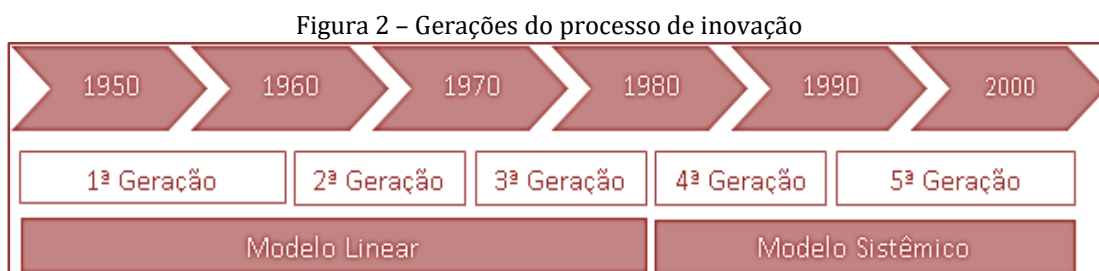 Figura 2 – Gerações do processo de inovação
1950 1960 1970 1980 1990 2000
1ª Geração 2ª Geração 3ª Geração 4ª Geração 5ª Geração
Modelo Linear Modelo Sistêmico